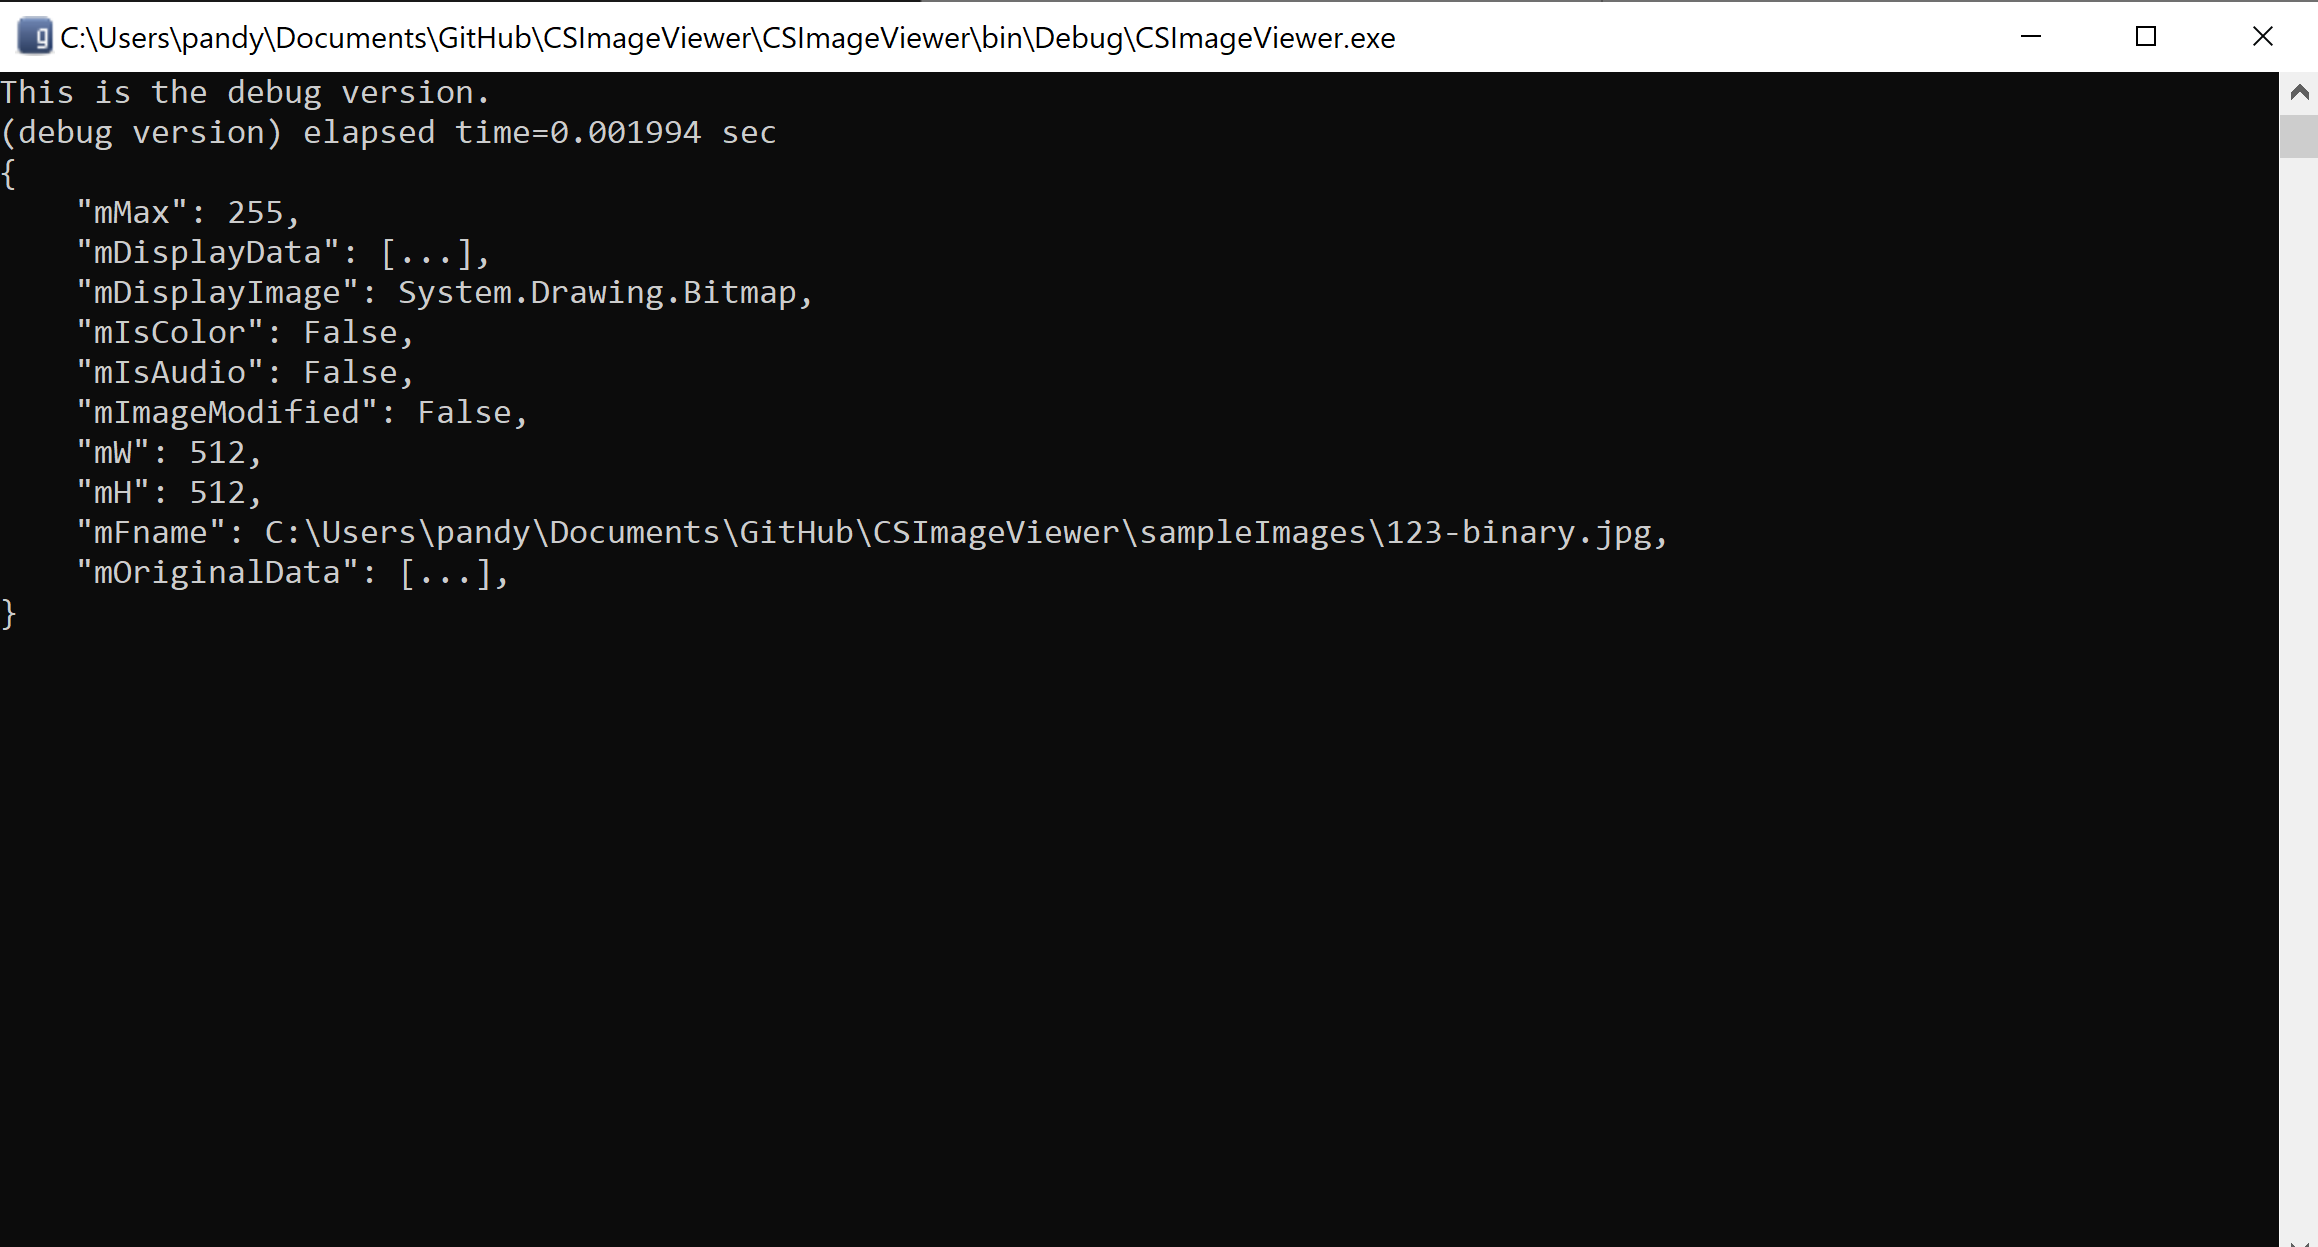 g C:\Users\pandy\Documents\GitHub\CSImageViewer\CSImageViewer\bin\Debug\CSImageViewer.exe
This is the debug version.
(debug version) elapsed time=0.001994 sec
{
    "mMax": 255,
    "mDisplayData": [...],
    "mDisplayImage": System.Drawing.Bitmap,
    "mIsColor": False,
    "mIsAudio": False,
    "mImageModified": False,
    "mW": 512,
    "mH": 512,
    "mFname": C:\Users\pandy\Documents\GitHub\CSImageViewer\sampleImages\123-binary.jpg,
    "mOriginalData": [...],
}